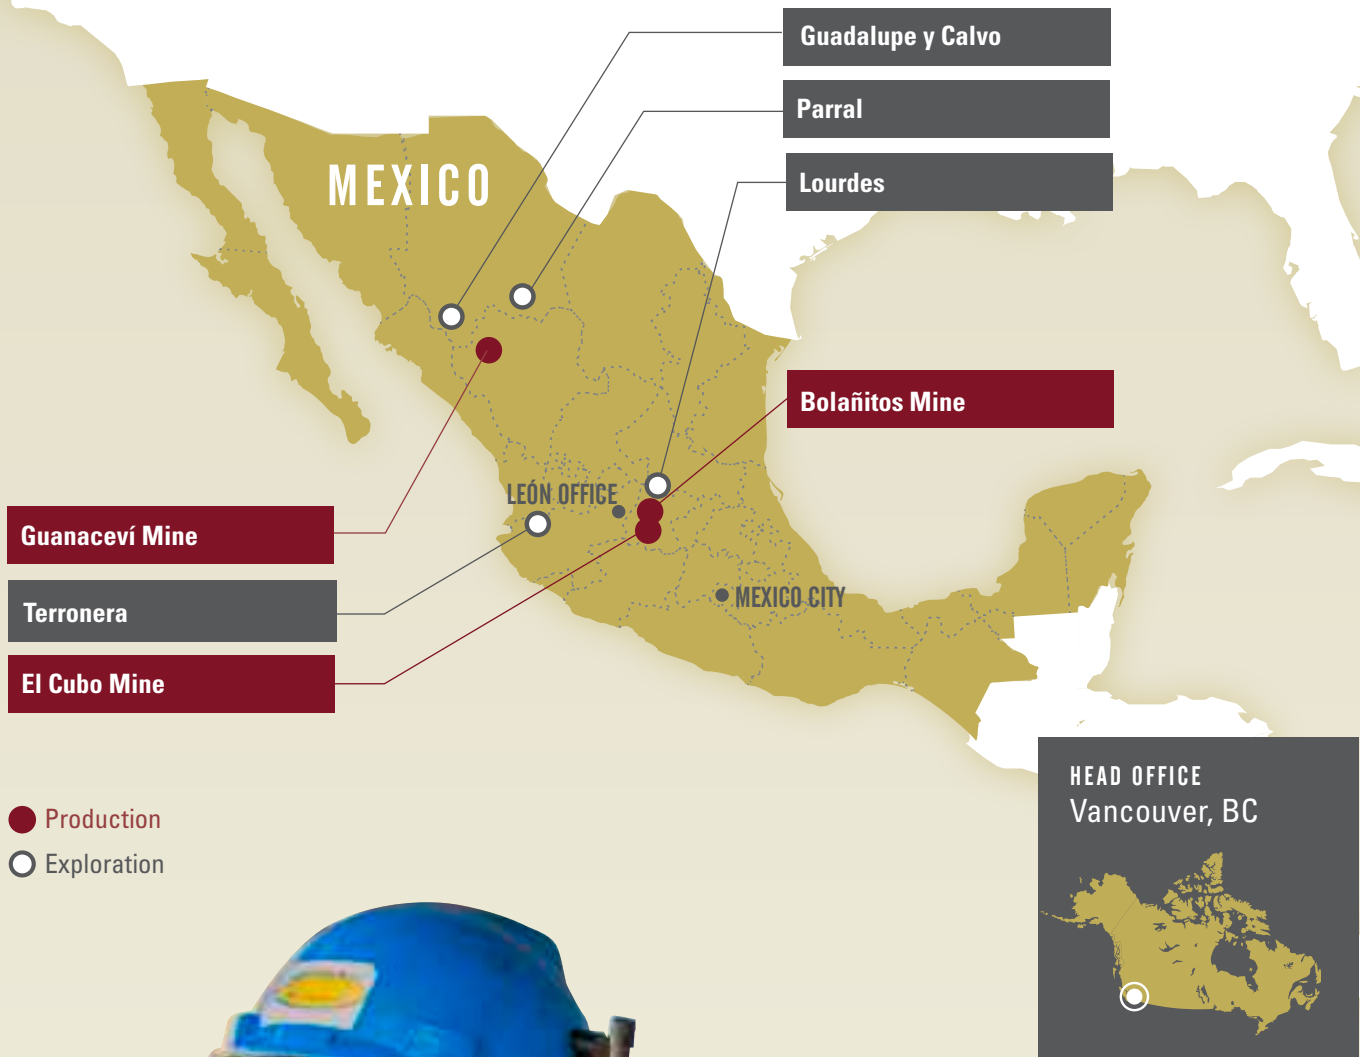 Guadalupe y Calvo
Parral
Lourdes
MEXICO
Bolañitos Mine
LEÓN OFFICE
Guanaceví Mine
Terronera
MEXICO CITY
El Cubo Mine
HEAD OFFICE
Vancouver, BC
Production
Exploration